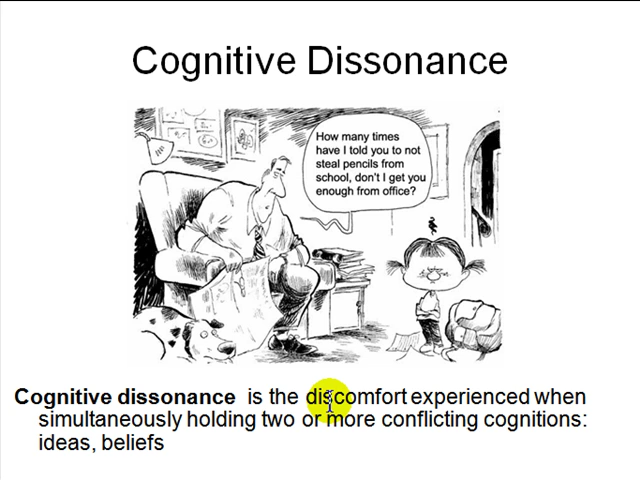 Cognitive Dissonance
How many times
have I told you to not
steal pencils from
school, don't I get you
enough from office?
Cognitive dissonance is the discomfort experienced when
simultaneously holding two or more conflicting cognitions:
ideas, beliefs